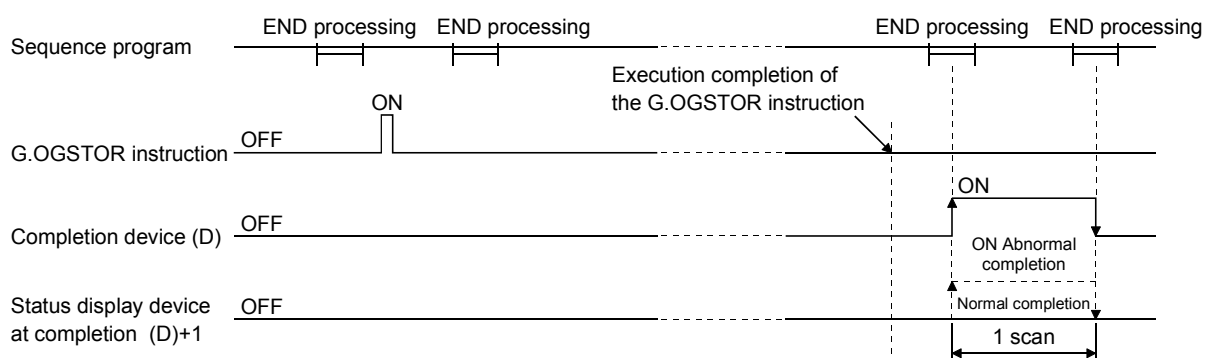 END processing END processing END processing END processing
Sequence program
Execution completion of
the G.OGSTOR instruction
ON
OFF
G.OGSTOR instruction
ON
OFF
Completion device (D)
ON Abnormal
completion
OFF
Status display device
at completion (D)+1
Normal completion
1 scan